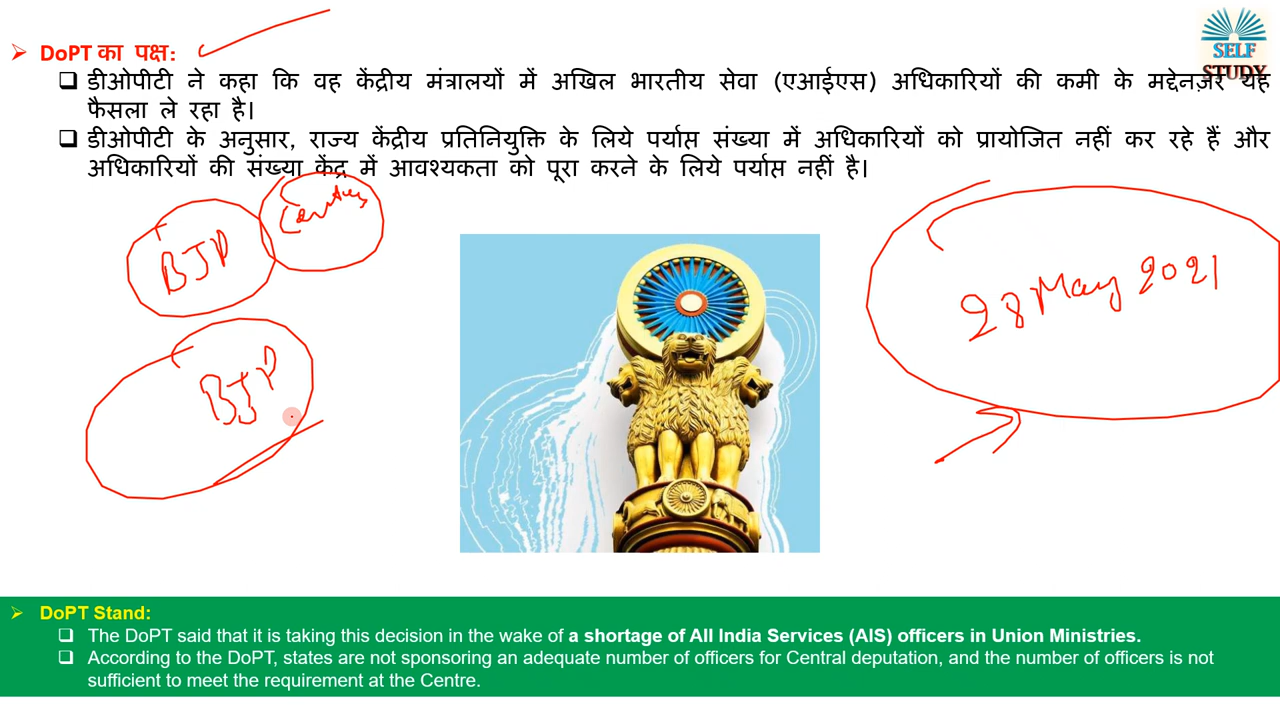 SELF
STUDY
DoPT का पक्ष:
डीओपीटी ने कहा कि वह केंद्रीय मंत्रालयों में अखिल भारतीय सेवा (एआईएस) अधिकारियों की कमी के मद्देनज़र यह
फैसला ले रहा है।
डीओपीटी के अनुसार, राज्य केंद्रीय प्रतिनियुक्ति के लिये पर्याप्त संख्या में अधिकारियों को प्रायोजित नहीं कर रहे हैं और
अधिकारियों की संख्या केंद्र में आवश्यकता को पूरा करने के लिये पर्याप्त नहीं है।
BJP
28 May 2021
BJP
DoPT Stand:
The DoPT said that it is taking this decision in the wake of a shortage of All India Services (AIS) officers in Union Ministries.
According to the DoPT, states are not sponsoring an adequate number of officers for Central deputation, and the number of officers is not
sufficient to meet the requirement at the Centre.